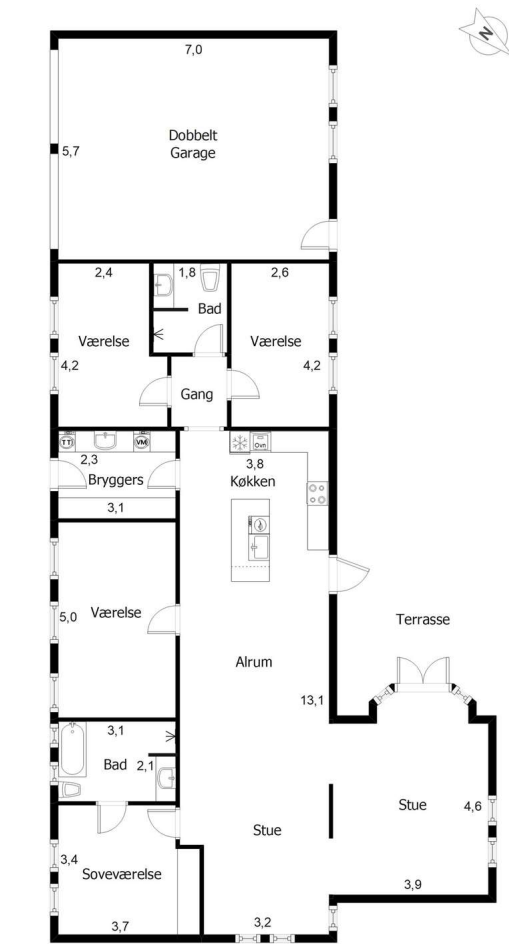 N
7,0
Dobbelt
Garage
5,7
2,4
1,8
2,6
Bad
Værelse
Værelse
4,2
4,2
Gang
TT
VM
Ovn
2,3
3,8
Bryggers
Køkken
3,1
Værelse
5,0
Terrasse
Alrum
13,1
3,1
Bad
2,1
Stue
4,6
Stue
3,4
Soveværelse
3,9
3,7
3,2